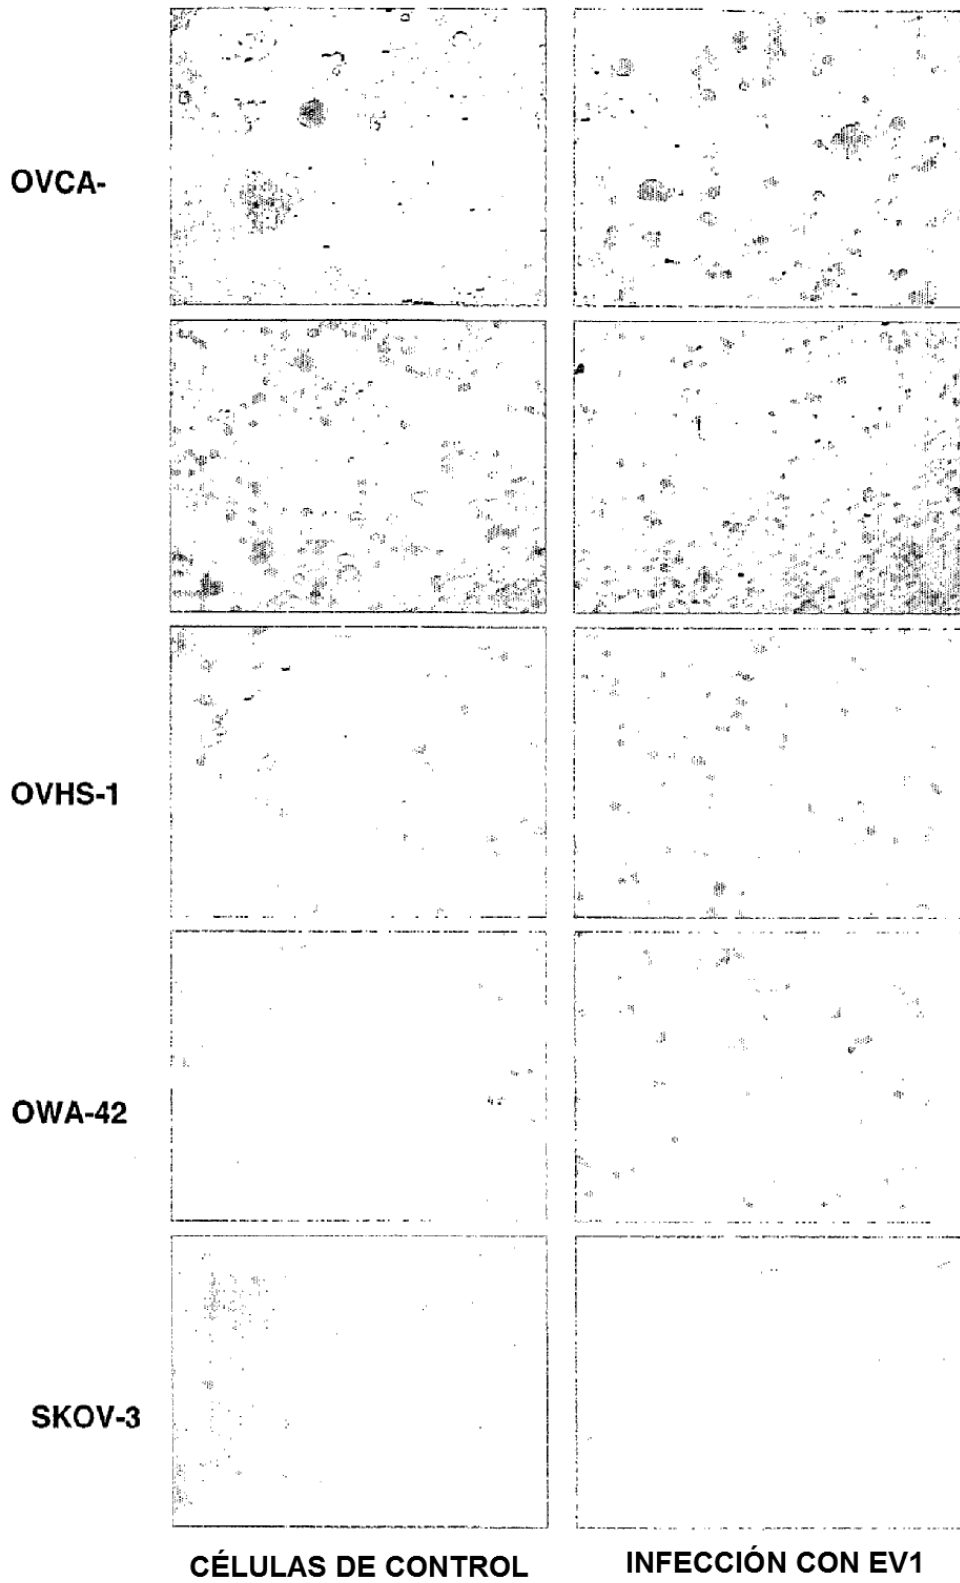 OVCA-
OVHS-1
OWA-42
SKOV-3
CÉLULAS DE CONTROL
INFECCIÓN CON EV1